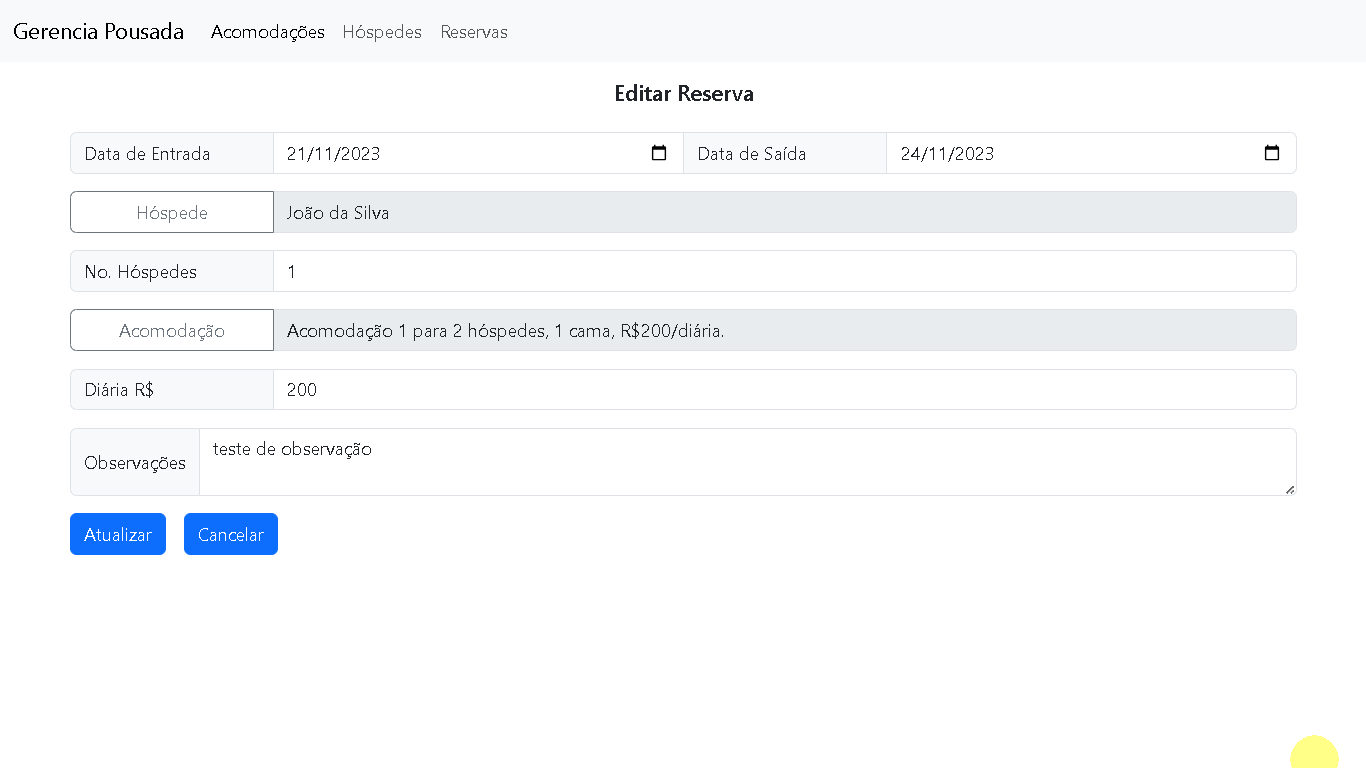 Gerencia Pousada Acomodações Hóspedes Reservas
Editar Reserva
Data de Entrada 21/11/2023 Data de Saída 24/11/2023
Hóspede João da Silva
No. Hóspedes 1
Acomodação Acomodação 1 para 2 hóspedes, 1 cama, R$200/diária.
Diária R$ 200
Observações teste de observação
Atualizar Cancelar